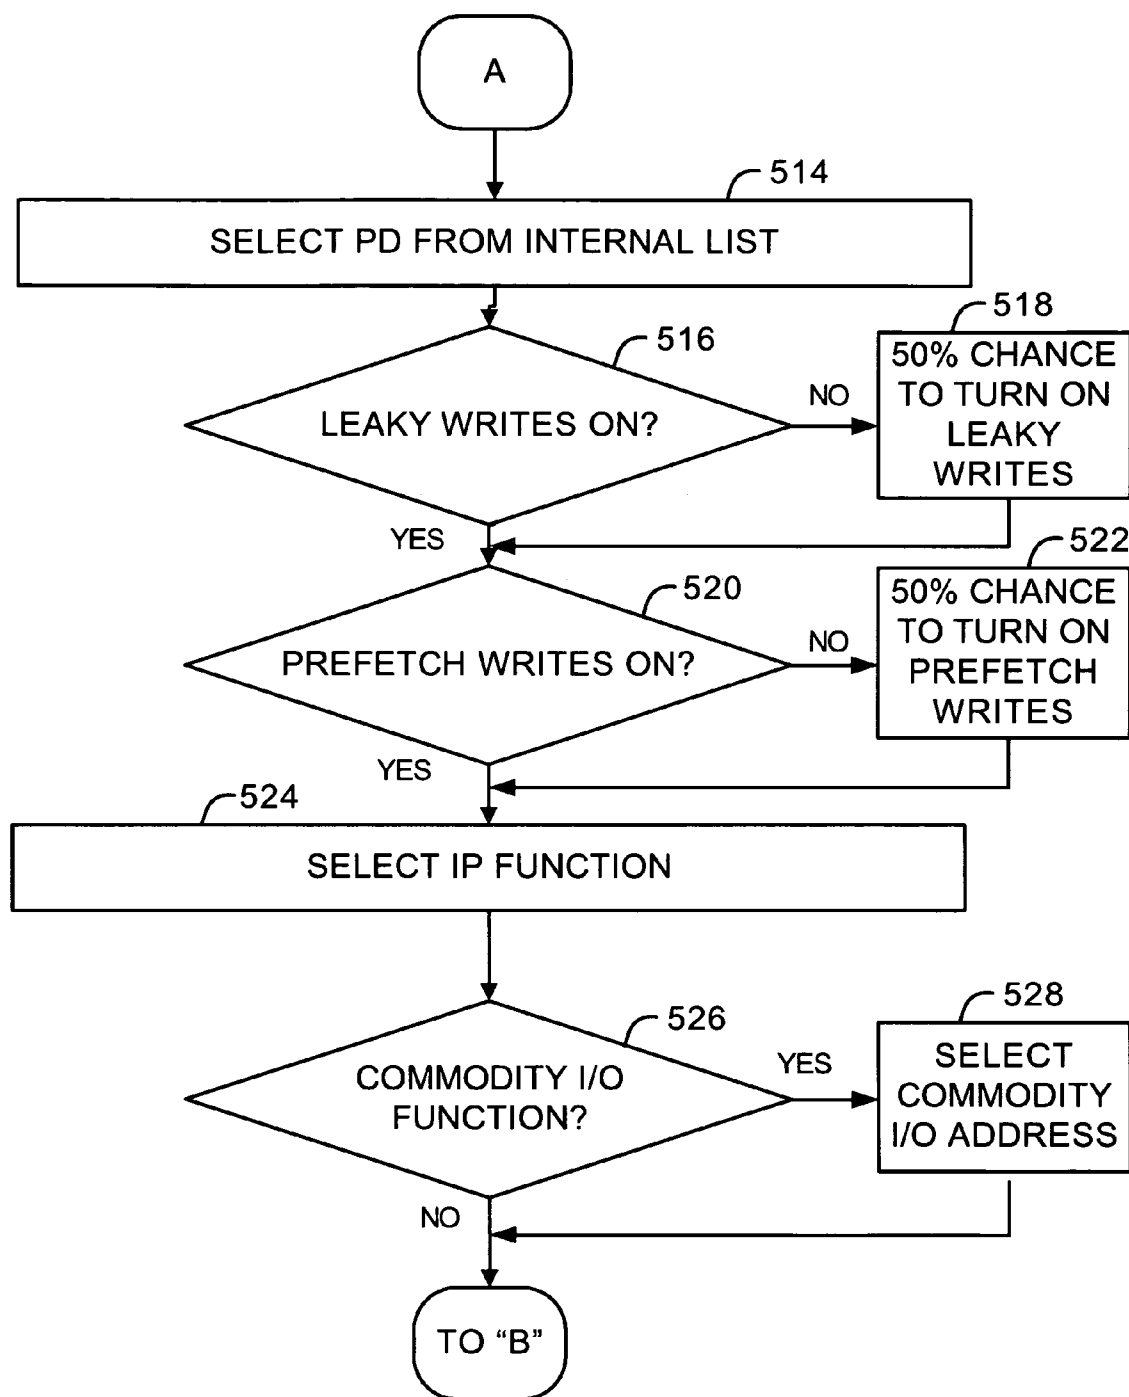 A
514
SELECT PD FROM INTERNAL LIST
516
LEAKY WRITES ON?
NO
518
50% CHANCE
TO TURN ON
LEAKY
WRITES
YES
520
PREFETCH WRITES ON?
NO
522
50% CHANCE
TO TURN ON
PREFETCH
WRITES
YES
524
SELECT IP FUNCTION
526
COMMODITY I/O
FUNCTION?
YES
528
SELECT
COMMODITY
I/O ADDRESS
NO
TO “B”